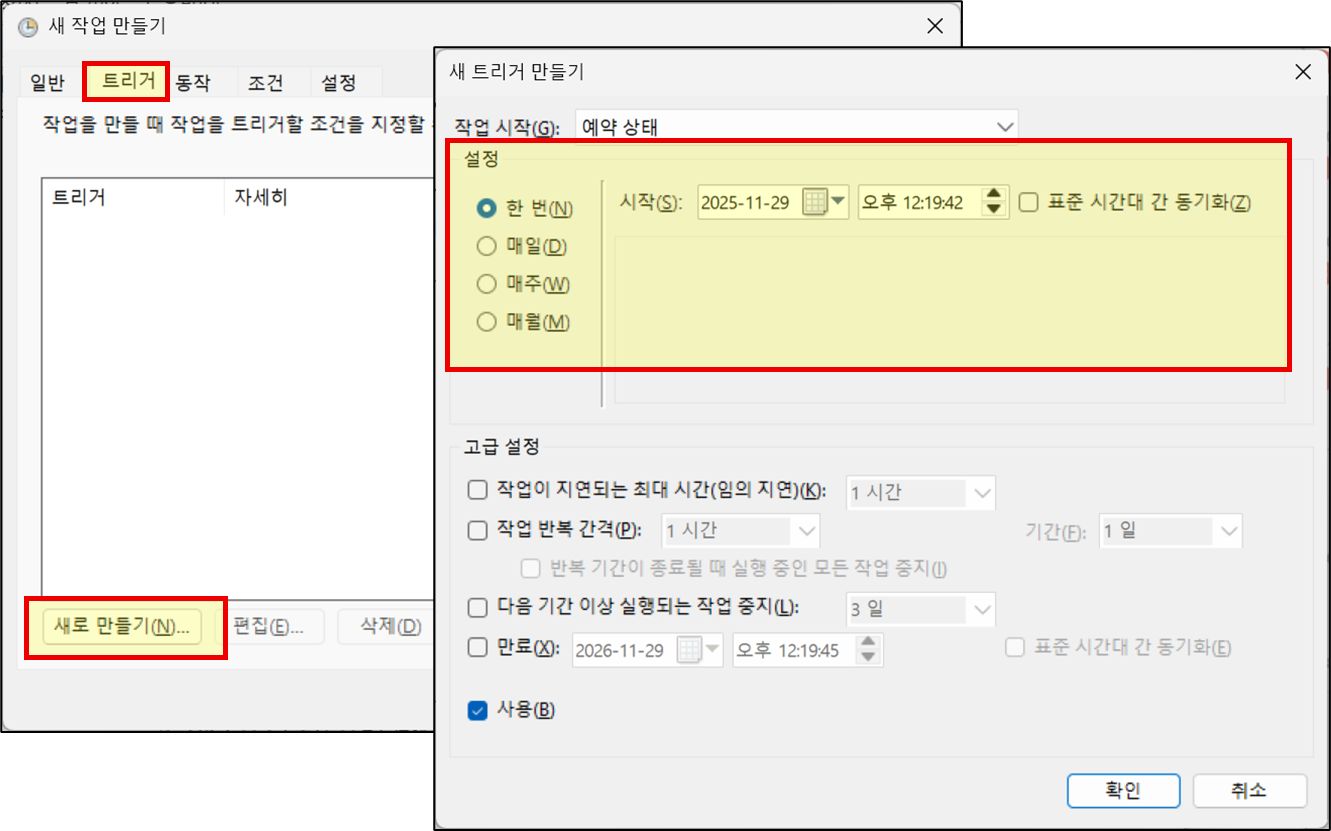 새 작업 만들기
일반 트리거 동작 조건 설정
작업을 만들 때 작업을 트리거할 조건을 지정할
트리거 자세히
새로 만들기(N)... 편집(E)... 삭제(D)
새 트리거 만들기
작업 시작(G): 예약 상태
설정
한 번(N) 시작(S): 2025-11-29 오후 12:19:42 표준 시간대 간 동기화(Z)
매일(D)
매주(W)
매월(M)
고급 설정
작업이 지연되는 최대 시간(임의 지연)(K): 1 시간
작업 반복 간격(P): 1 시간 기간(F): 1 일
반복 기간이 종료될 때 실행 중인 모든 작업 중지(I)
다음 기간 이상 실행되는 작업 중지(L): 3 일
만료(X): 2026-11-29 오후 12:19:45 표준 시간대 간 동기화(E)
사용(B)
확인 취소